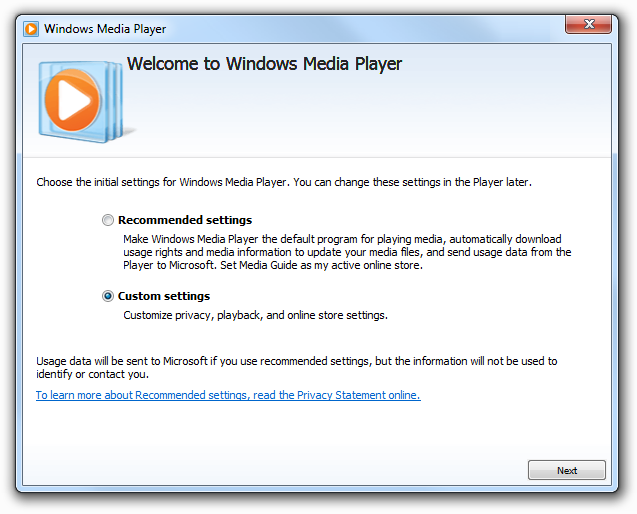 Windows Media Player
Welcome to Windows Media Player
Choose the initial settings for Windows Media Player. You can change these settings in the Player later.
Recommended settings
Make Windows Media Player the default program for playing media, automatically download
usage rights and media information to update your media files, and send usage data from the
Player to Microsoft. Set Media Guide as my active online store.
Custom settings
Customize privacy, playback, and online store settings.
Usage data will be sent to Microsoft if you use recommended settings, but the information will not be used to
identify or contact you.
To learn more about Recommended settings, read the Privacy Statement online.
Next